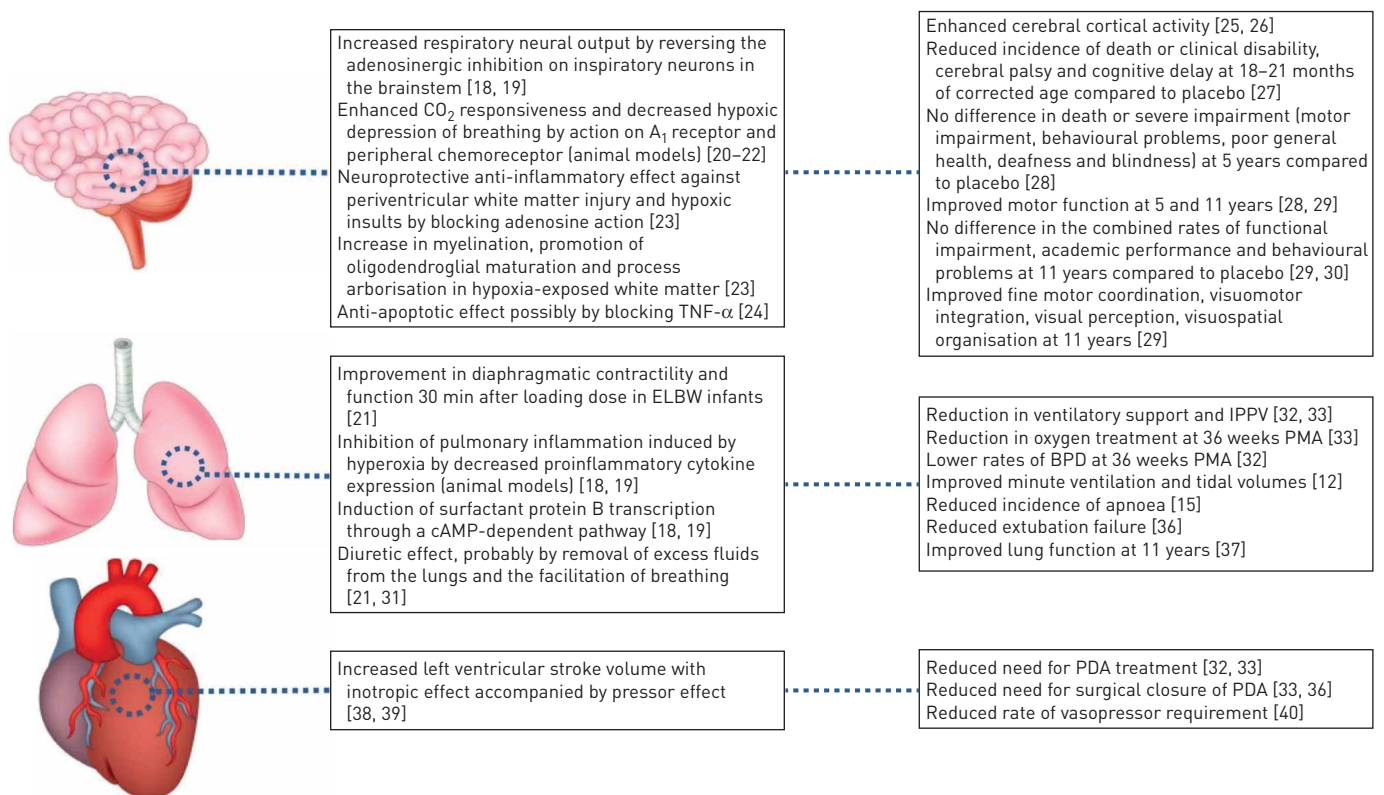 Increased respiratory neural output by reversing the
adenosinergic inhibition on inspiratory neurons in
the brainstem [18, 19]
Enhanced CO₂ responsiveness and decreased hypoxic
depression of breathing by action on A₁ receptor and
peripheral chemoreceptor (animal models) [20–22]
Neuroprotective anti-inflammatory effect against
periventricular white matter injury and hypoxic
insults by blocking adenosine action [23]
Increase in myelination, promotion of
oligodendroglial maturation and process
arborisation in hypoxia-exposed white matter [23]
Anti-apoptotic effect possibly by blocking TNF-α [24]
Enhanced cerebral cortical activity [25, 26]
Reduced incidence of death or clinical disability,
cerebral palsy and cognitive delay at 18–21 months
of corrected age compared to placebo [27]
No difference in death or severe impairment (motor
impairment, behavioural problems, poor general
health, deafness and blindness) at 5 years compared
to placebo [28]
Improved motor function at 5 and 11 years [28, 29]
No difference in the combined rates of functional
impairment, academic performance and behavioural
problems at 11 years compared to placebo [29, 30]
Improved fine motor coordination, visuomotor
integration, visual perception, visuospatial
organisation at 11 years [29]
Improvement in diaphragmatic contractility and
function 30 min after loading dose in ELBW infants
[21]
Inhibition of pulmonary inflammation induced by
hyperoxia by decreased proinflammatory cytokine
expression (animal models) [18, 19]
Induction of surfactant protein B transcription
through a cAMP-dependent pathway [18, 19]
Diuretic effect, probably by removal of excess fluids
from the lungs and the facilitation of breathing
[21, 31]
Reduction in ventilatory support and IPPV [32, 33]
Reduction in oxygen treatment at 36 weeks PMA [33]
Lower rates of BPD at 36 weeks PMA [32]
Improved minute ventilation and tidal volumes [12]
Reduced incidence of apnoea [15]
Reduced extubation failure [36]
Improved lung function at 11 years [37]
Increased left ventricular stroke volume with
inotropic effect accompanied by pressor effect
[38, 39]
Reduced need for PDA treatment [32, 33]
Reduced need for surgical closure of PDA [33, 36]
Reduced rate of vasopressor requirement [40]